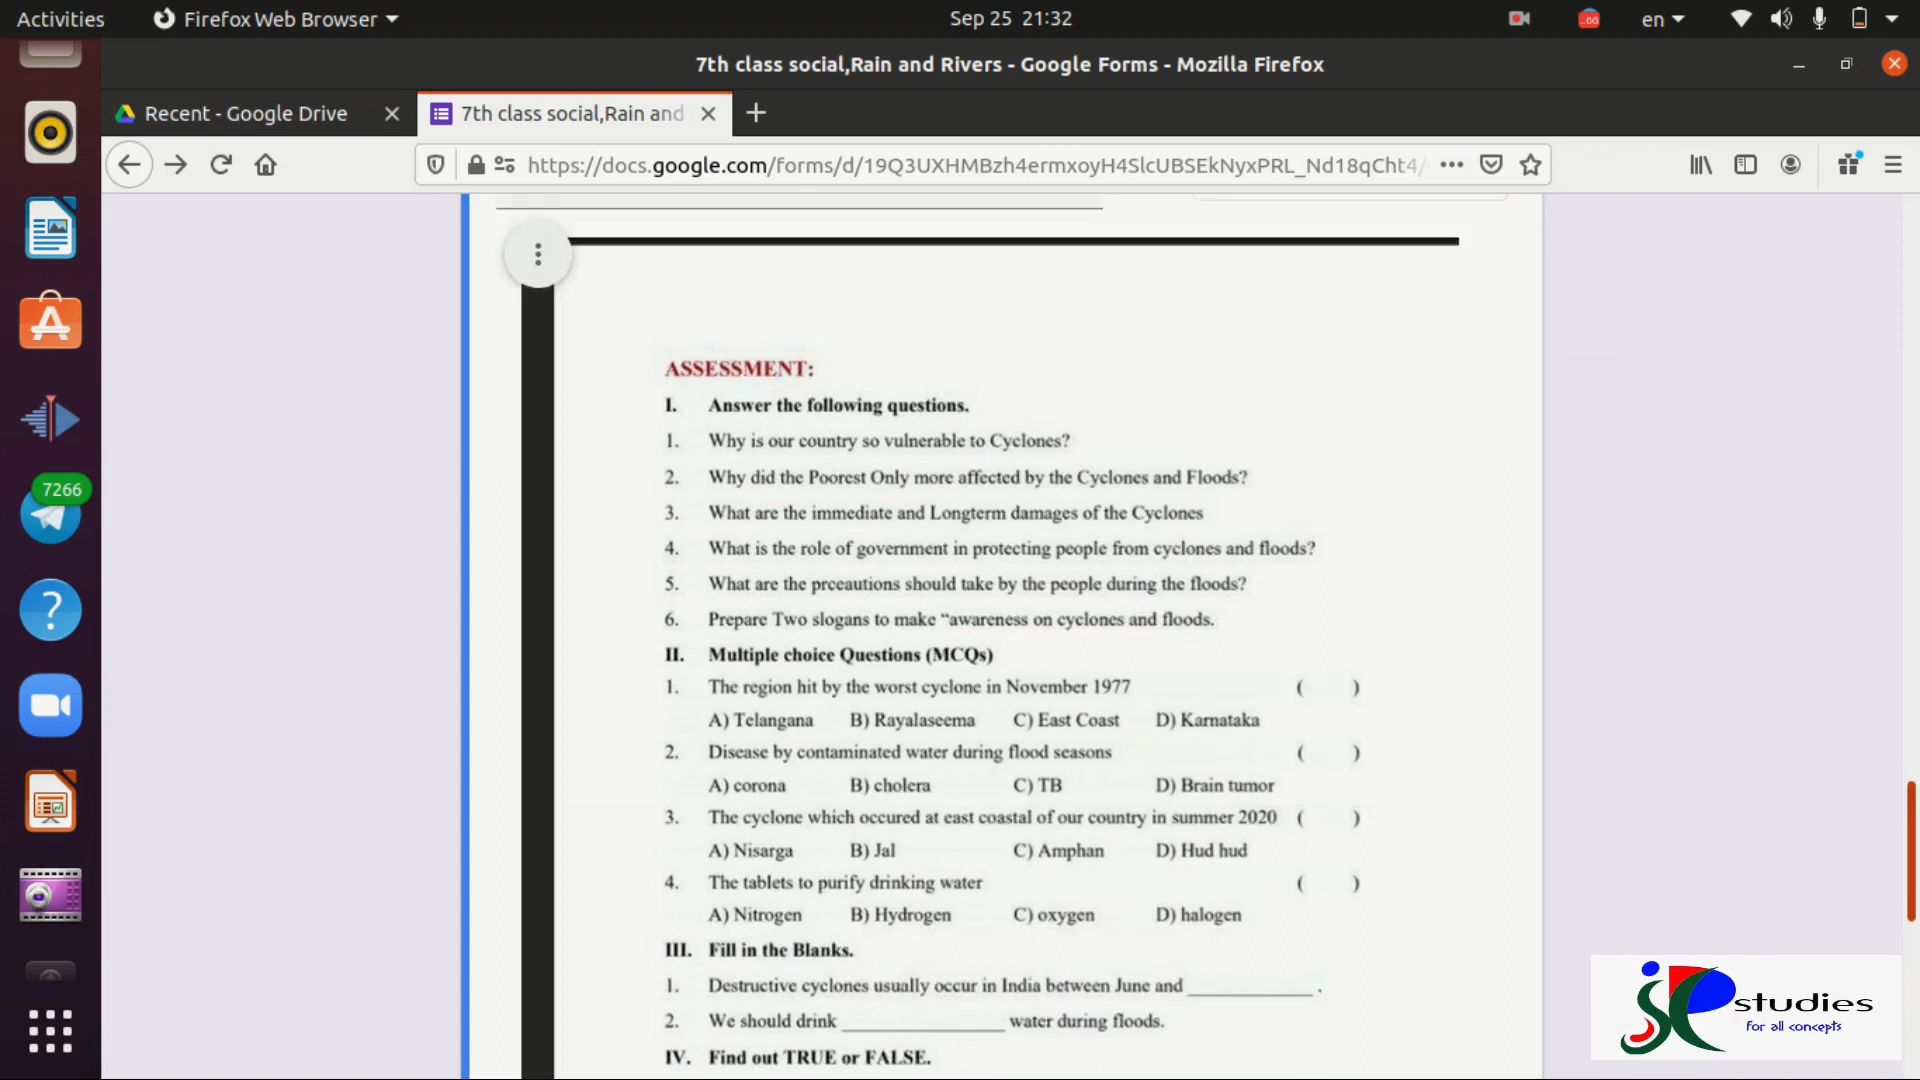 Activities Firefox Web Browser Sep 25 21:32 .66 en
7th class social,Rain and Rivers - Google Forms - Mozilla Firefox
Recent - Google Drive 7th class social,Rain and
https://docs.google.com/forms/d/19Q3UXHMBzh4ermxoyH4SlcUBSEkNyxPRL_Nd18qCht4/
7266
ASSESSMENT:
I. Answer the following questions.
1. Why is our country so vulnerable to Cyclones?
2. Why did the Poorest Only more affected by the Cyclones and Floods?
3. What are the immediate and Longterm damages of the Cyclones
4. What is the role of government in protecting people from cyclones and floods?
5. What are the prceautions should take by the people during the floods?
6. Prepare Two slogans to make “awareness on cyclones and floods.
II. Multiple choice Questions (MCQs)
1. The region hit by the worst cyclone in November 1977 ( )
A) Telangana B) Rayalaseema C) East Coast D) Karnataka
2. Disease by contaminated water during flood seasons ( )
A) corona B) cholera C) TB D) Brain tumor
3. The cyclone which occured at east coastal of our country in summer 2020 ( )
A) Nisarga B) Jal C) Amphan D) Hud hud
4. The tablets to purify drinking water ( )
A) Nitrogen B) Hydrogen C) oxygen D) halogen
III. Fill in the Blanks.
1. Destructive cyclones usually occur in India between June and ____________ .
2. We should drink ________________ water during floods.
IV. Find out TRUE or FALSE.
studies
for all concepts